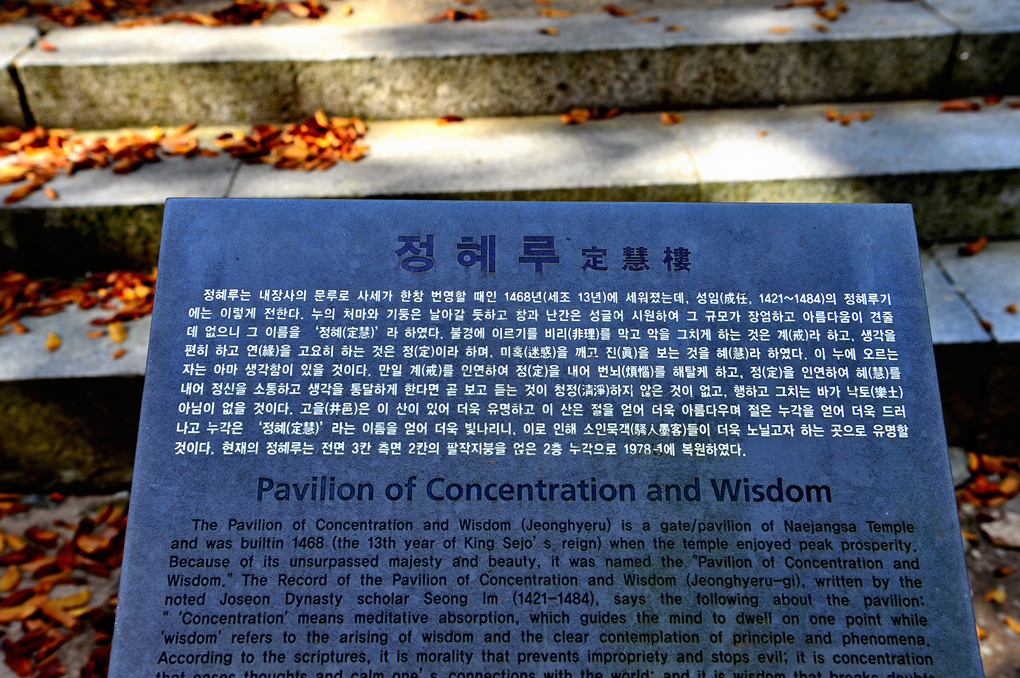 정혜루 定慧樓
정혜루는 내장사의 문루로 사세가 한창 번영할 때인 1468년(세조 13년)에 세워졌는데, 성임(成任, 1421~1484)의 정혜루기
에는 이렇게 전한다. 누의 처마와 기둥은 날아갈 듯하고 창과 난간은 성글어 시원하여 그 규모가 장엄하고 아름다움이 견줄
데 없으니 그 이름을 ‘정혜(定慧)’라 하였다. 불경에 이르기를 비리(非理)를 막고 악을 그치게 하는 것은 계(戒)라 하고, 생각을
편히 하고 연(緣)을 고요히 하는 것은 정(定)이라 하며, 미혹(迷惑)을 깨고 진(眞)을 보는 것을 혜(慧)라 하였다. 이 누에 오르는
자는 아마 생각함이 있을 것이다. 만일 계(戒)를 인연하여 정(定)을 내어 번뇌(煩惱)를 해탈케 하고, 정(定)을 인연하여 혜(慧)를
내어 정신을 소통하고 생각을 통달하게 한다면 곧 보고 듣는 것이 청정(淸淨)하지 않은 것이 없고, 행하고 그치는 바가 낙토(樂土)
아님이 없을 것이다. 고을(井邑)은 이 산이 있어 더욱 유명하고 이 산은 절을 얻어 더욱 아름다우며 절은 누각을 얻어 더욱 드러
나고 누각은 ‘정혜(定慧)’라는 이름을 얻어 더욱 빛나리니, 이로 인해 소인묵객(騷人墨客)들이 더욱 노닐고자 하는 곳으로 유명할
것이다. 현재의 정혜루는 전면 3칸 측면 2칸의 팔작지붕을 얹은 2층 누각으로 1978년에 복원하였다.
Pavilion of Concentration and Wisdom
The Pavilion of Concentration and Wisdom (Jeonghyeru) is a gate/pavilion of Naejangsa Temple
and was builtin 1468 (the 13th year of King Sejo's reign) when the temple enjoyed peak prosperity.
Because of its unsurpassed majesty and beauty, it was named the "Pavilion of Concentration and
Wisdom." The Record of the Pavilion of Concentration and Wisdom (Jeonghyeru-gi), written by the
noted Joseon Dynasty scholar Seong Im (1421-1484), says the following about the pavilion:
" 'Concentration' means meditative absorption, which guides the mind to dwell on one point while
'wisdom' refers to the arising of wisdom and the clear contemplation of principle and phenomena.
According to the scriptures, it is morality that prevents impropriety and stops evil; it is concentration
that eases thoughts and calm one's connections with the world; and it is wisdom that breaks doubts